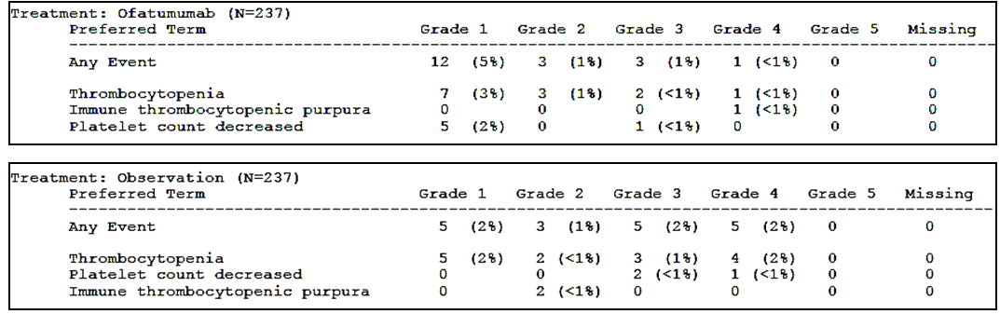 Treatment: Ofatumumab (N=237)
Preferred Term Grade 1 Grade 2 Grade 3 Grade 4 Grade 5 Missing
Any Event 12 (5%) 3 (1%) 3 (1%) 1 (<1%) 0 0
Thrombocytopenia 7 (3%) 3 (1%) 2 (<1%) 1 (<1%) 0 0
Immune thrombocytopenic purpura 0 0 0 1 (<1%) 0 0
Platelet count decreased 5 (2%) 0 1 (<1%) 0 0 0
Treatment: Observation (N=237)
Preferred Term Grade 1 Grade 2 Grade 3 Grade 4 Grade 5 Missing
Any Event 5 (2%) 3 (1%) 5 (2%) 5 (2%) 0 0
Thrombocytopenia 5 (2%) 2 (<1%) 3 (1%) 4 (2%) 0 0
Platelet count decreased 0 0 2 (<1%) 1 (<1%) 0 0
Immune thrombocytopenic purpura 0 2 (<1%) 0 0 0 0